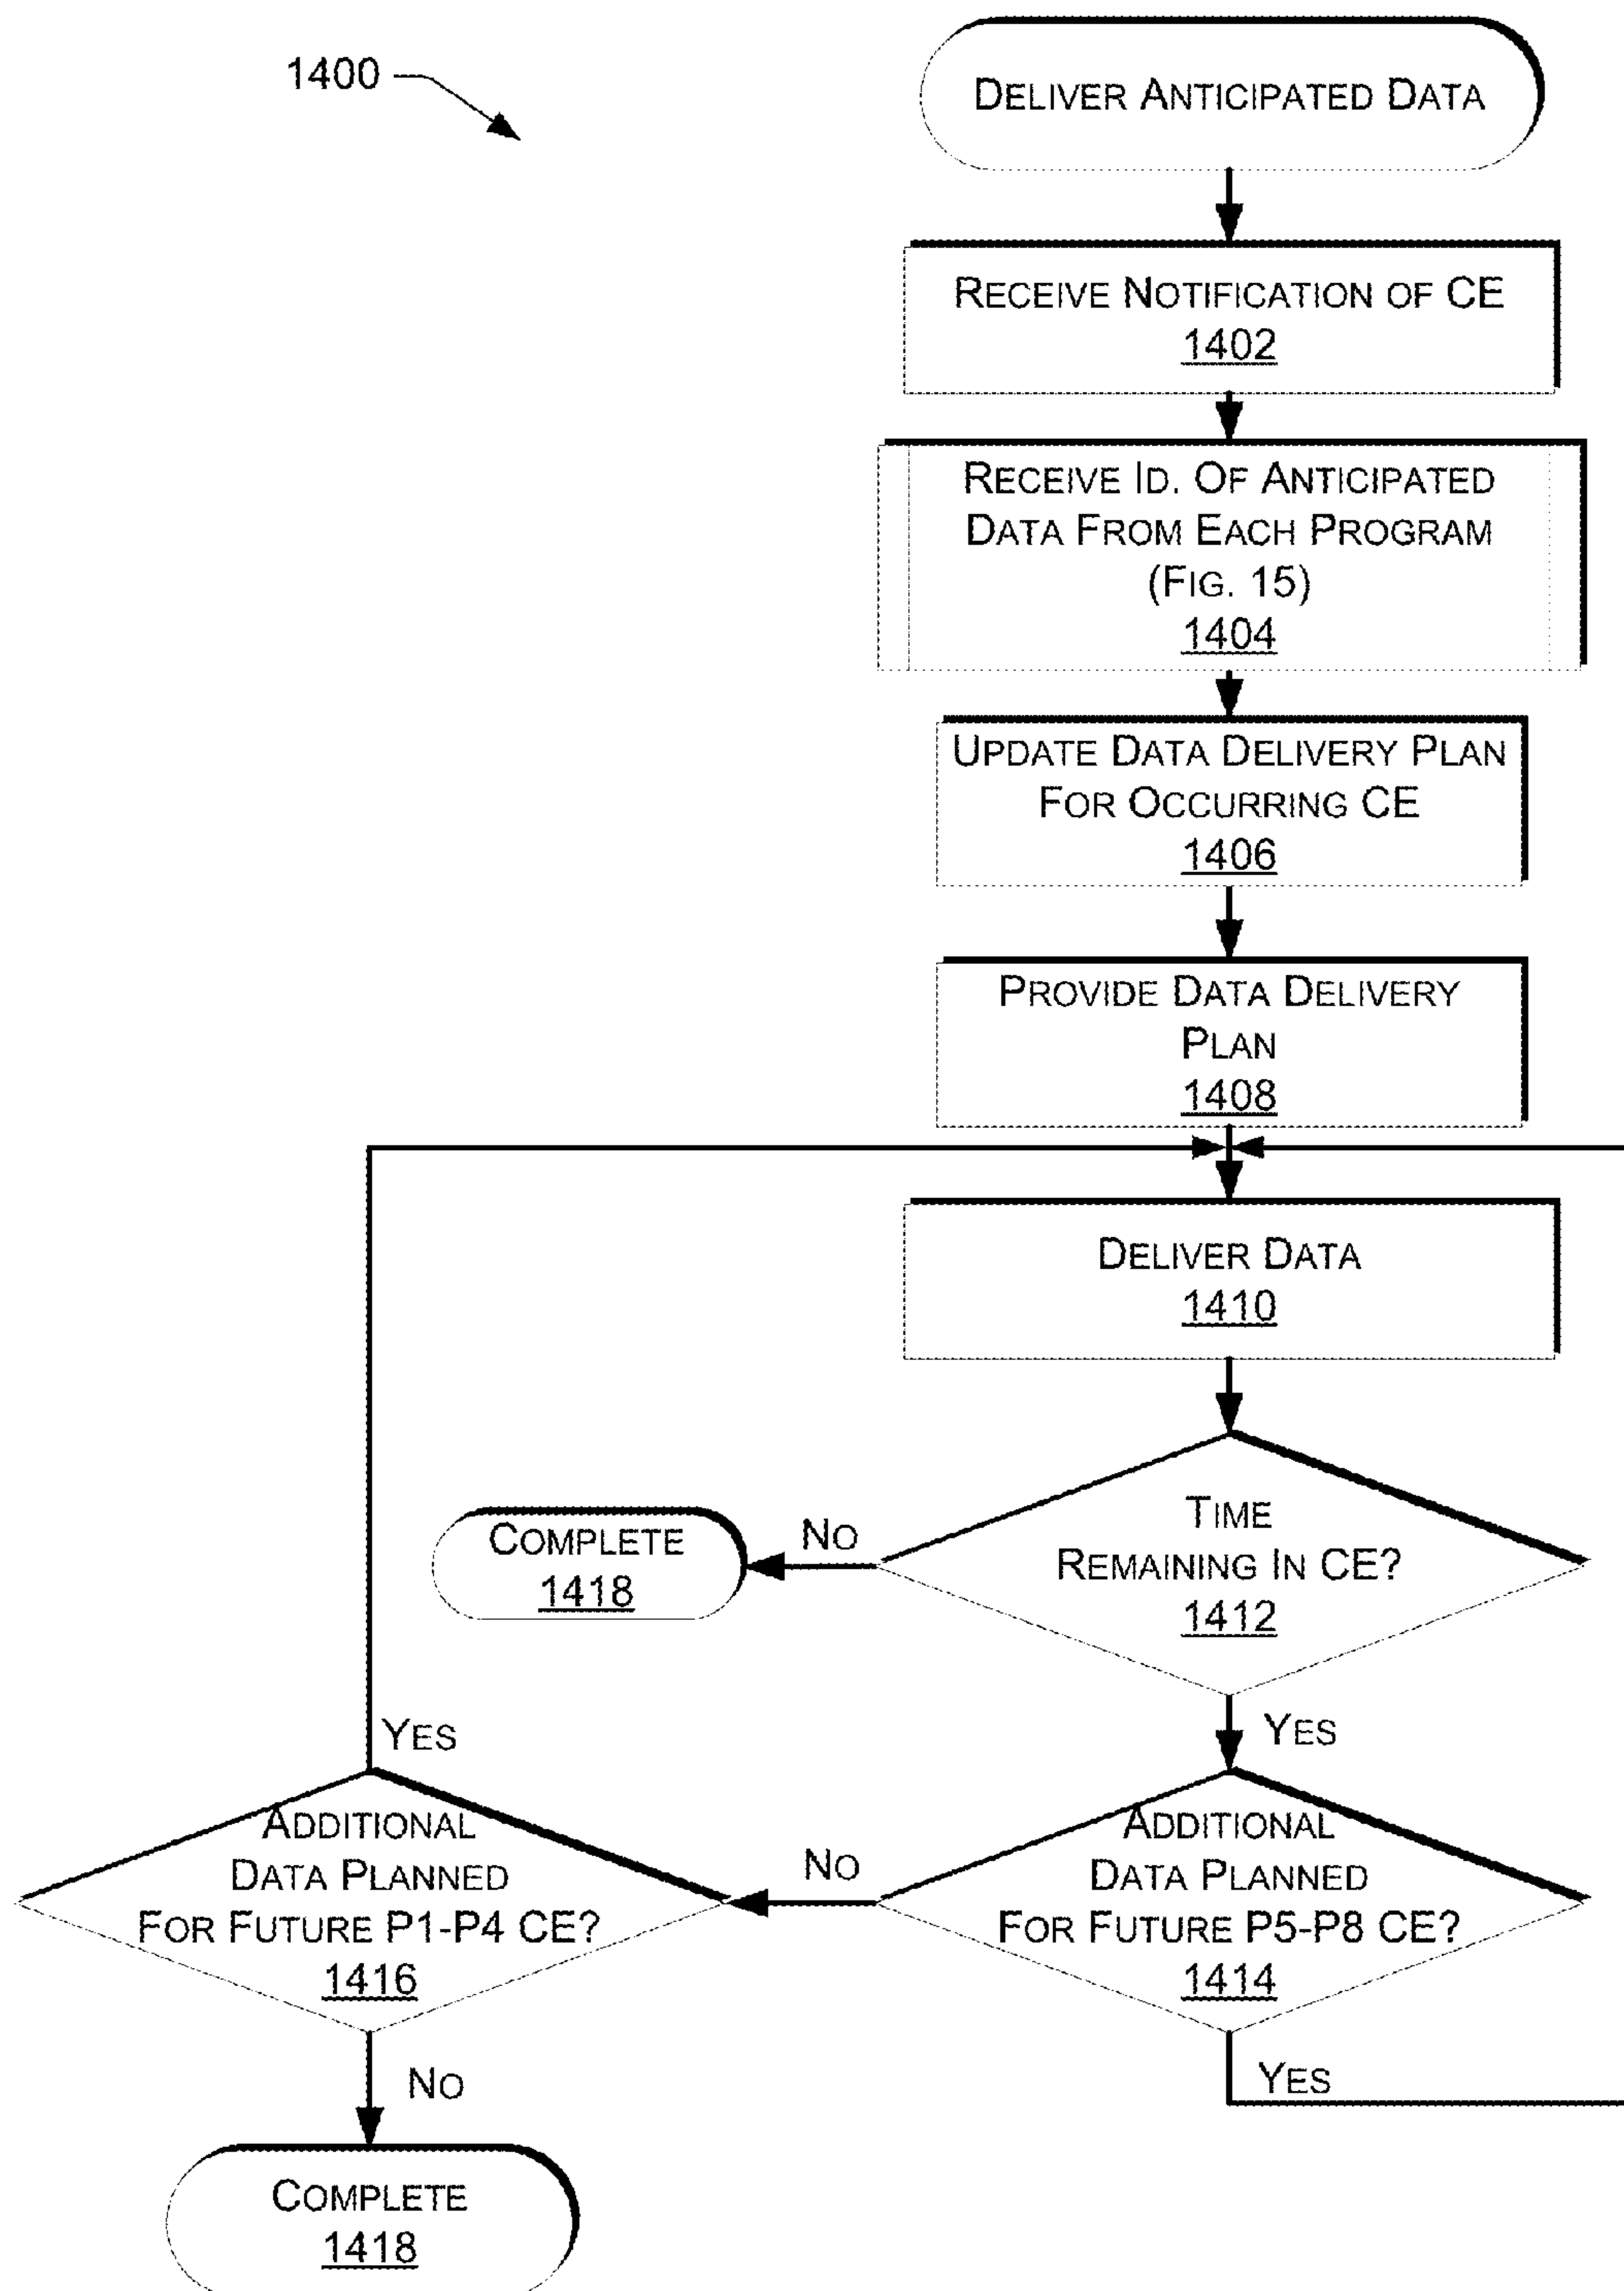 1400
DELIVER ANTICIPATED DATA
RECEIVE NOTIFICATION OF CE
1402
RECEIVE ID. OF ANTICIPATED
DATA FROM EACH PROGRAM
(FIG. 15)
1404
UPDATE DATA DELIVERY PLAN
FOR OCCURRING CE
1406
PROVIDE DATA DELIVERY
PLAN
1408
DELIVER DATA
1410
TIME
REMAINING IN CE?
1412
NO
COMPLETE
1418
YES
ADDITIONAL
DATA PLANNED
FOR FUTURE P5-P8 CE?
1414
NO
YES
ADDITIONAL
DATA PLANNED
FOR FUTURE P1-P4 CE?
1416
YES
NO
COMPLETE
1418